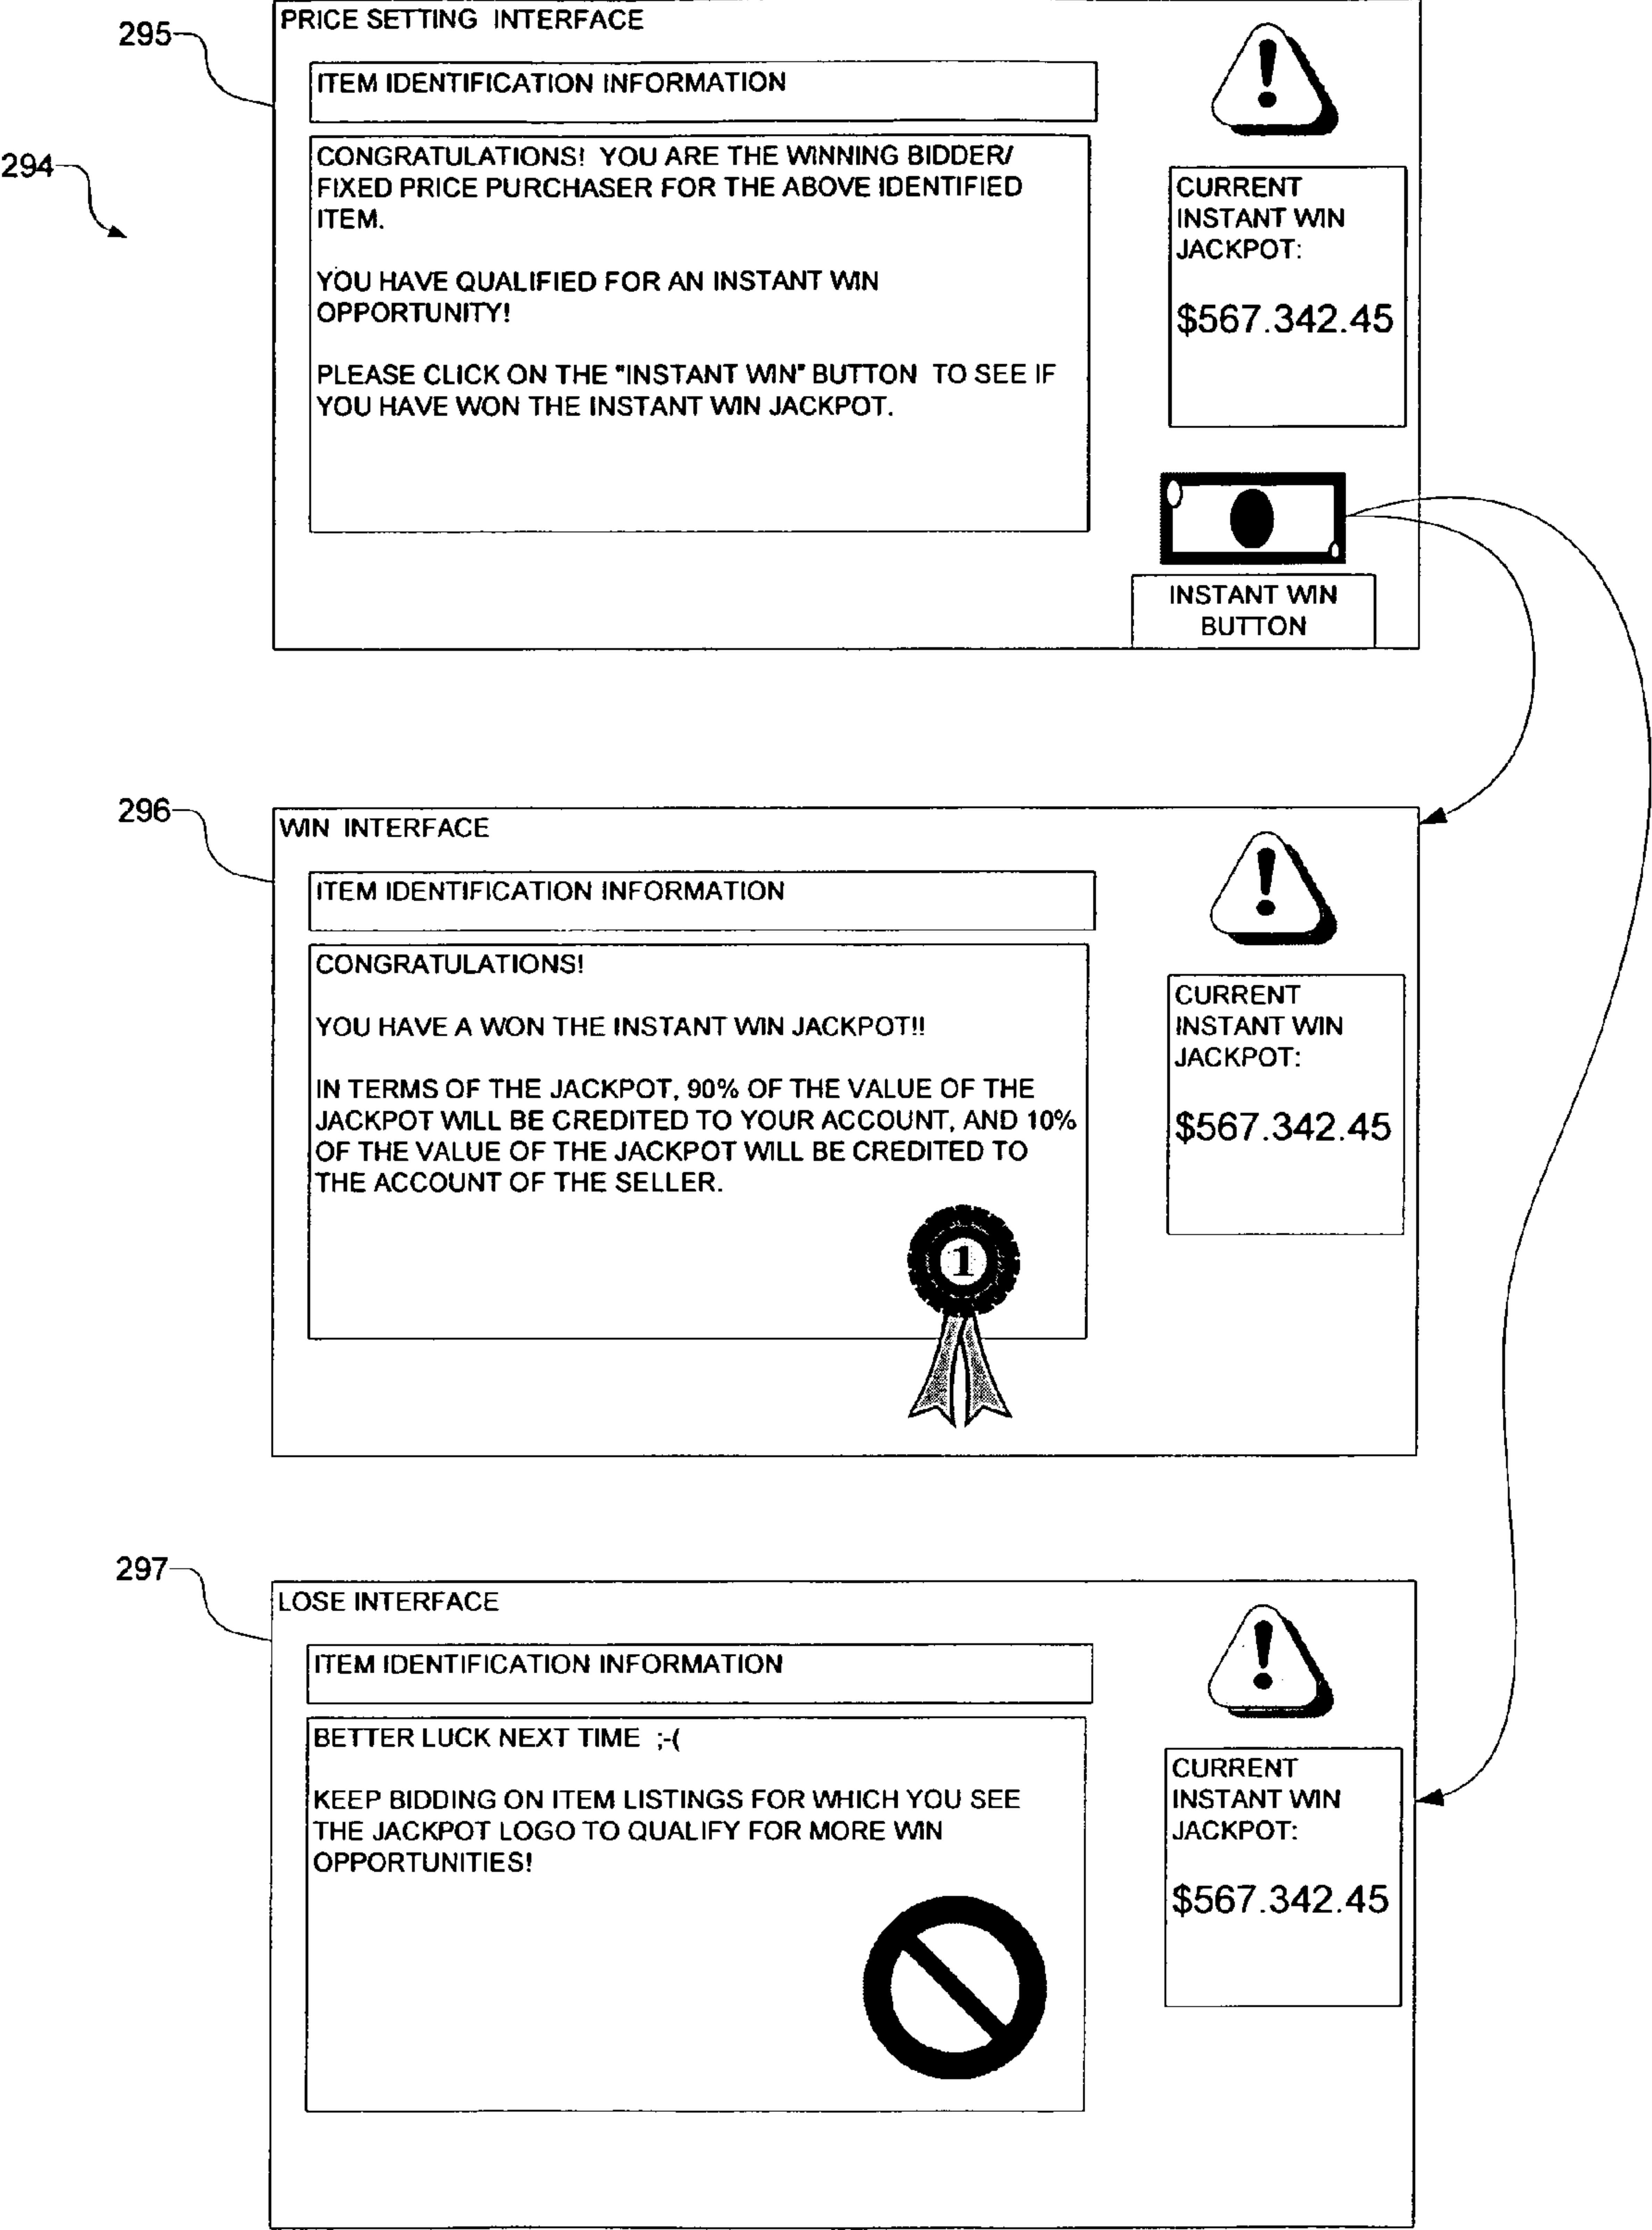 295
PRICE SETTING INTERFACE
ITEM IDENTIFICATION INFORMATION
294
CONGRATULATIONS! YOU ARE THE WINNING BIDDER/
FIXED PRICE PURCHASER FOR THE ABOVE IDENTIFIED
ITEM.
YOU HAVE QUALIFIED FOR AN INSTANT WIN
OPPORTUNITY!
PLEASE CLICK ON THE "INSTANT WIN" BUTTON TO SEE IF
YOU HAVE WON THE INSTANT WIN JACKPOT.
CURRENT
INSTANT WIN
JACKPOT:
$567.342.45
INSTANT WIN
BUTTON
296
WIN INTERFACE
ITEM IDENTIFICATION INFORMATION
CONGRATULATIONS!
YOU HAVE A WON THE INSTANT WIN JACKPOT!!
IN TERMS OF THE JACKPOT, 90% OF THE VALUE OF THE
JACKPOT WILL BE CREDITED TO YOUR ACCOUNT, AND 10%
OF THE VALUE OF THE JACKPOT WILL BE CREDITED TO
THE ACCOUNT OF THE SELLER.
1
CURRENT
INSTANT WIN
JACKPOT:
$567.342.45
297
LOSE INTERFACE
ITEM IDENTIFICATION INFORMATION
BETTER LUCK NEXT TIME ;-(
KEEP BIDDING ON ITEM LISTINGS FOR WHICH YOU SEE
THE JACKPOT LOGO TO QUALIFY FOR MORE WIN
OPPORTUNITIES!
CURRENT
INSTANT WIN
JACKPOT:
$567.342.45